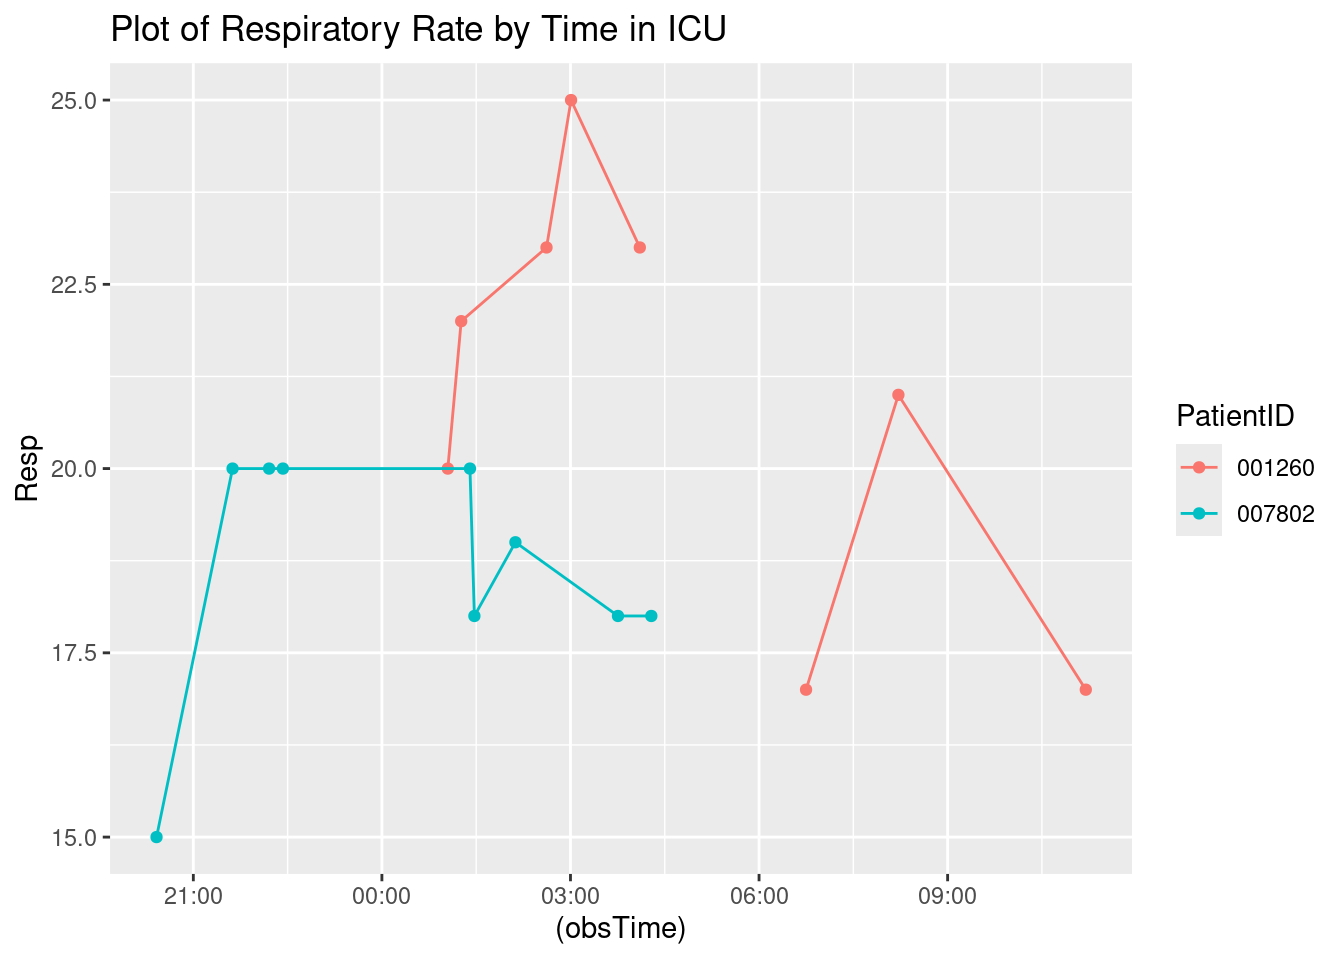 Plot of Respiratory Rate by Time in ICU
25.0
22.5
20.0
17.5
15.0
Resp
21:00 00:00 03:00 06:00 09:00
(obsTime)
PatientID
001260
007802